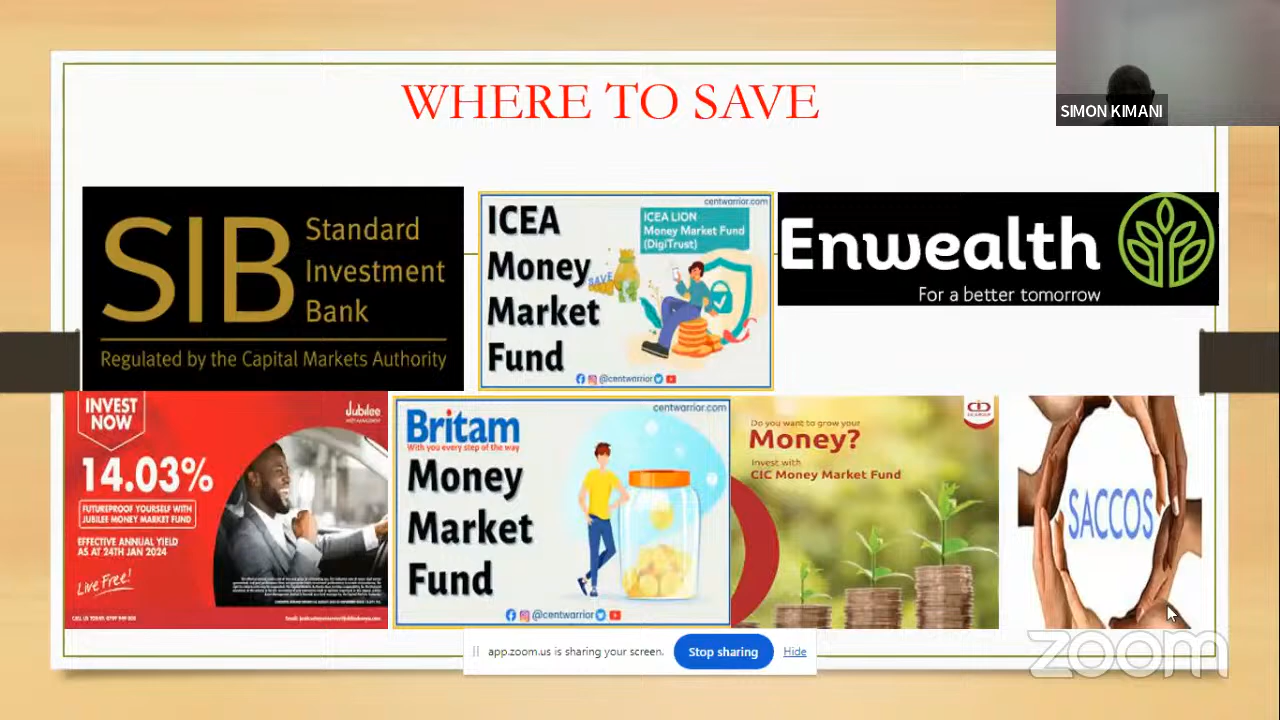 WHERE TO SAVE
SIMON KIMANI
SIB
Standard
Investment
Bank
Regulated by the Capital Markets Authority
centwarrior.com
ICEA
Money
Market
Fund
ICEA LION
Money Market Fund
(DigiTrust)
SAVE
@centwarrior
Enwealth
For a better tomorrow
INVEST
NOW
Jubilee
14.03%
FUTUREPROOF YOURSELF WITH
JUBILEE MONEY MARKET FUND
EFFECTIVE ANNUAL YIELD
AS AT 24TH JAN 2024
Live Free!
centwarrior.com
Britam
With you every step of the way
Money
Market
Fund
@centwarrior
Do you want to grow your
Money?
Invest with
CIC Money Market Fund
SACCOS
app.zoom.us is sharing your screen.
Stop sharing
Hide
zoom